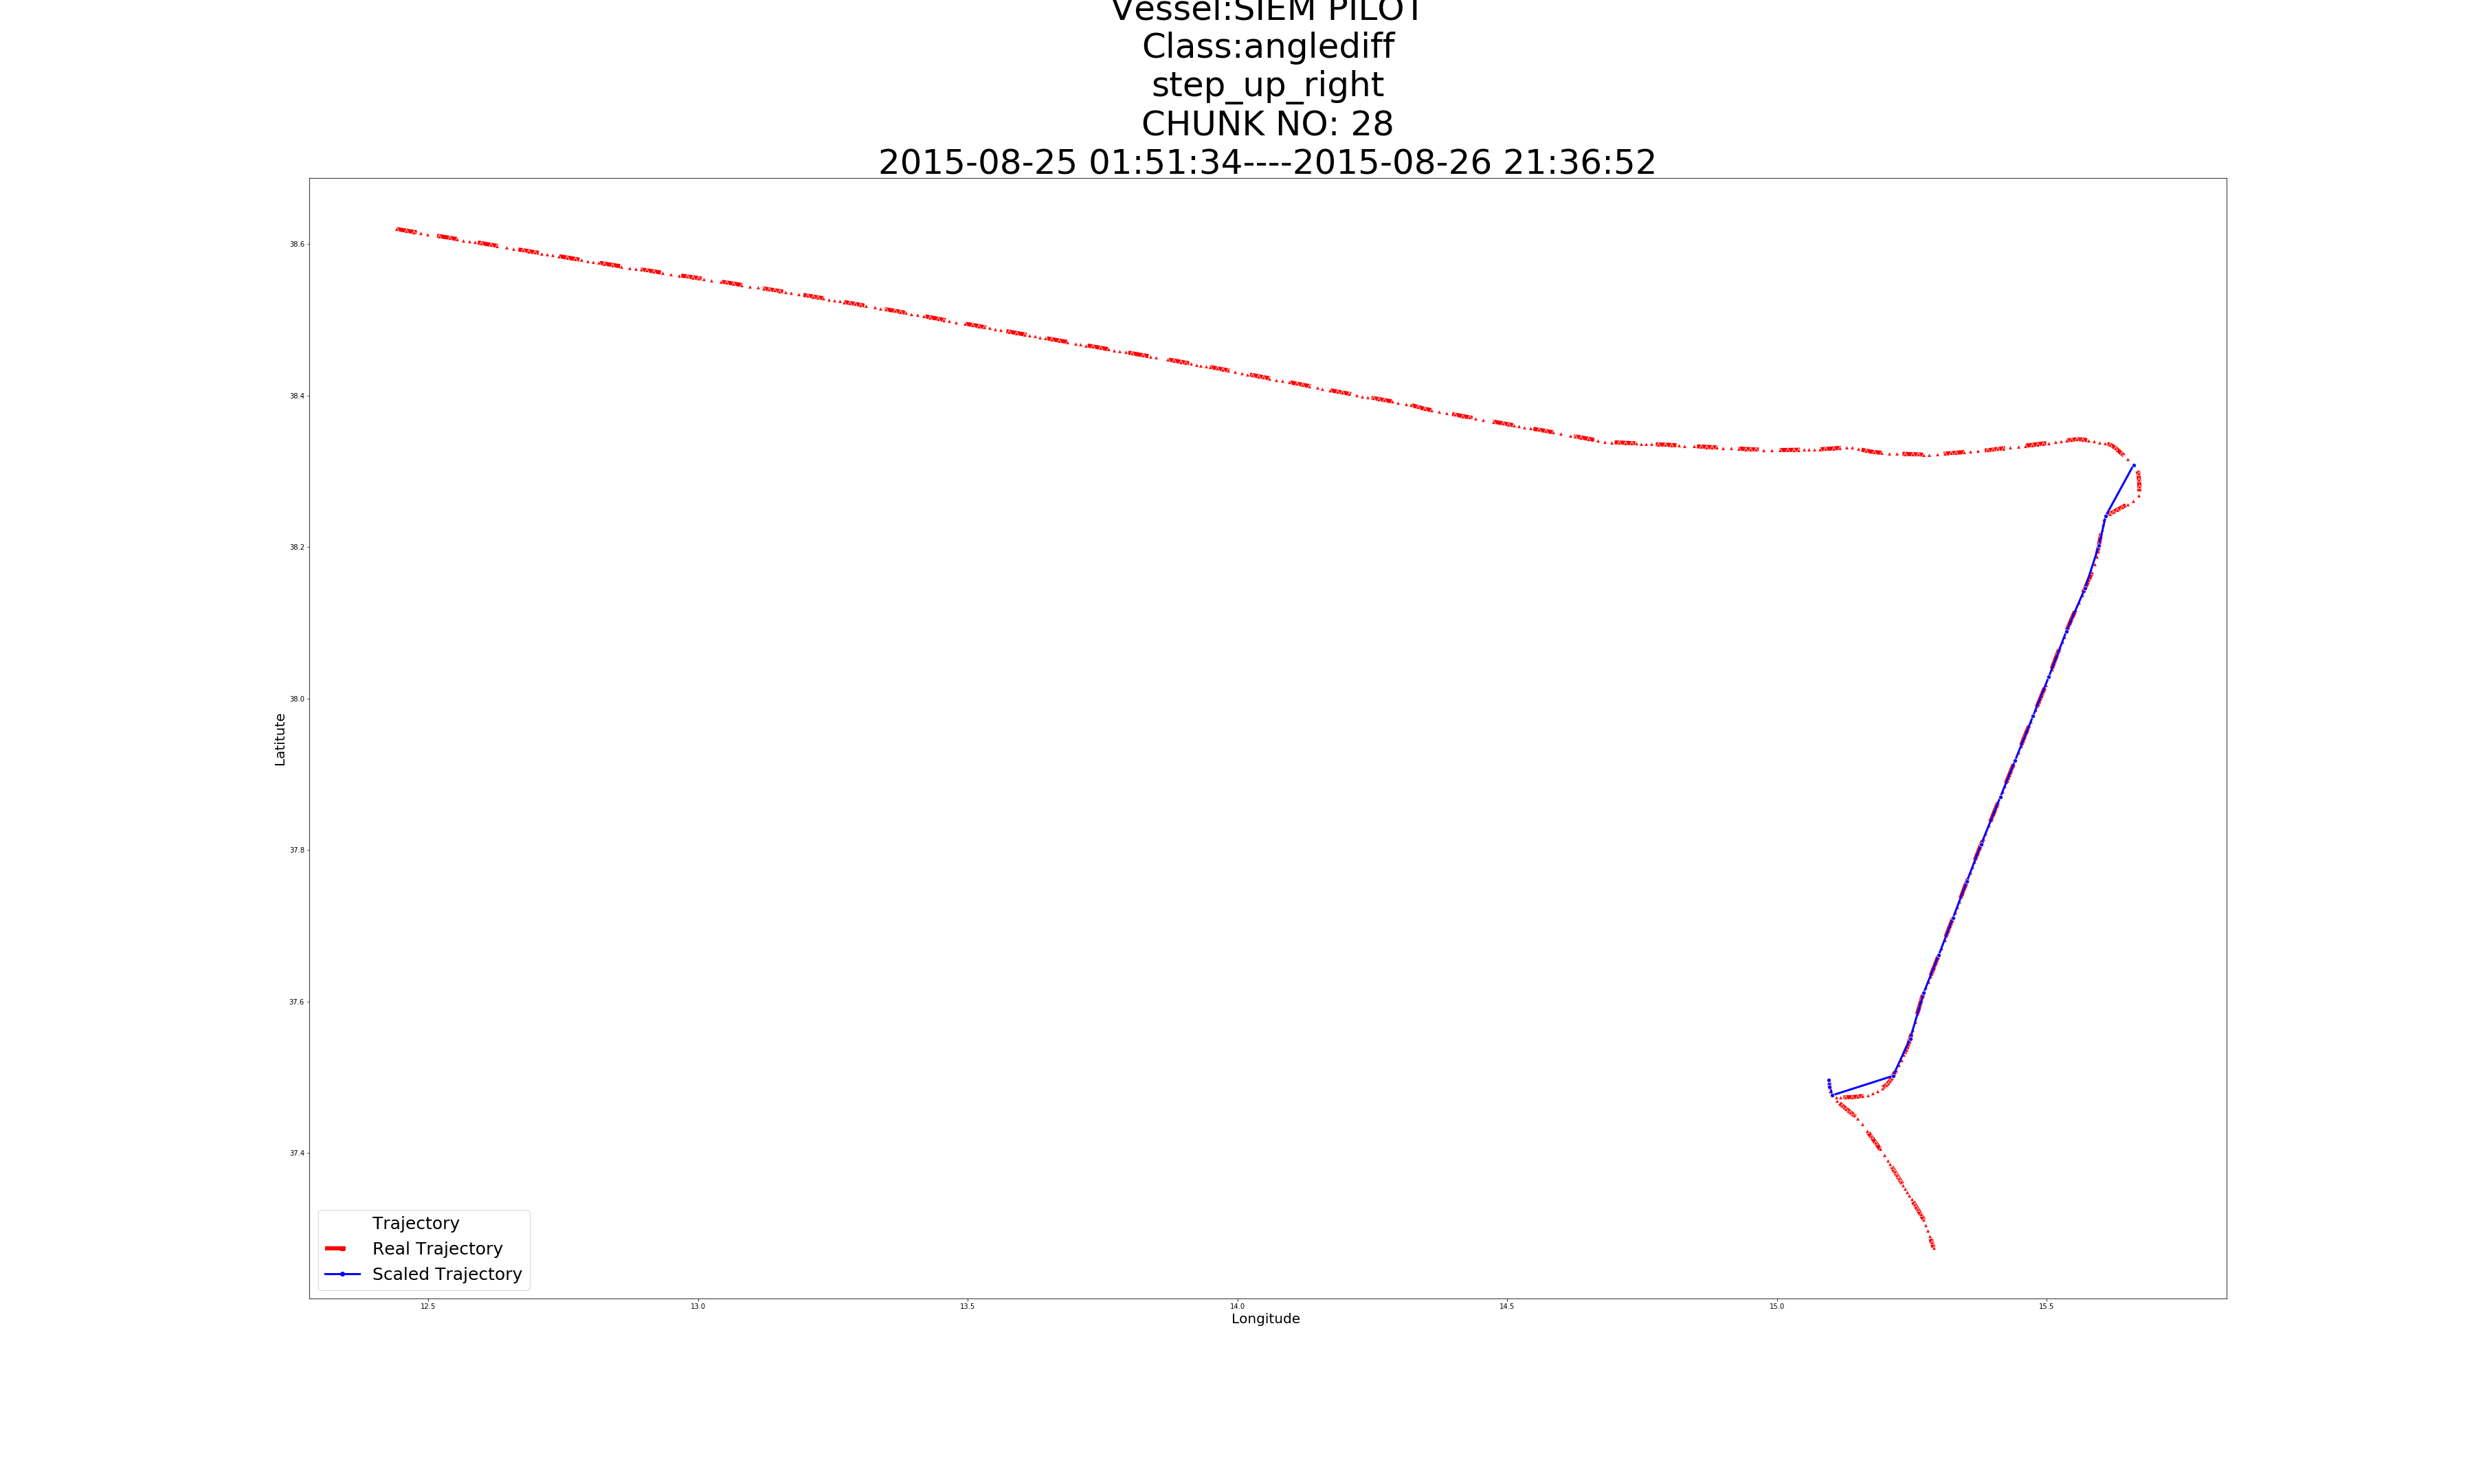 Vessel:SIEM PILOT
Class:anglediff
step_up_right
CHUNK NO: 28
2015-08-25 01:51:34----2015-08-26 21:36:52
38.6
38.4
38.2
38.0
37.8
37.6
37.4
Latitute
Trajectory
Real Trajectory
Scaled Trajectory
12.5 13.0 13.5 14.0 14.5 15.0 15.5
Longitude